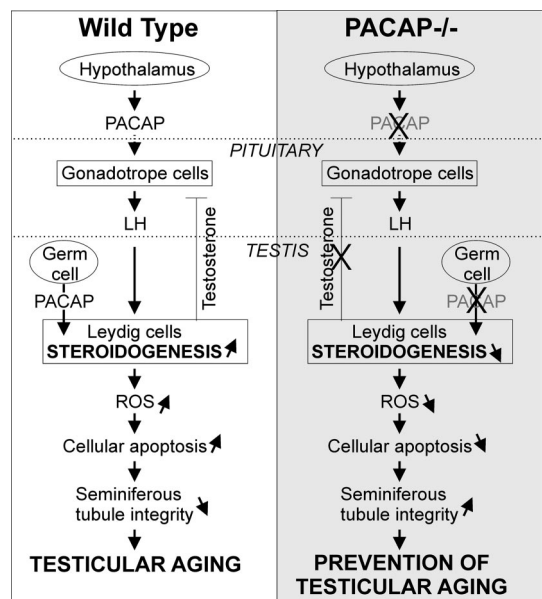 Wild Type
Hypothalamus
PACAP
PITUITARY
Gonadotrope cells
LH
Testosterone
TESTIS
Germ
cell
PACAP
Leydig cells
STEROIDOGENESIS
ROS
Cellular apoptosis
Seminiferous
tubule integrity
TESTICULAR AGING
PACAP-/-
Hypothalamus
PACAP
Gonadotrope cells
LH
Testosterone
Germ
cell
PACAP
Leydig cells
STEROIDOGENESIS
ROS
Cellular apoptosis
Seminiferous
tubule integrity
PREVENTION OF
TESTICULAR AGING